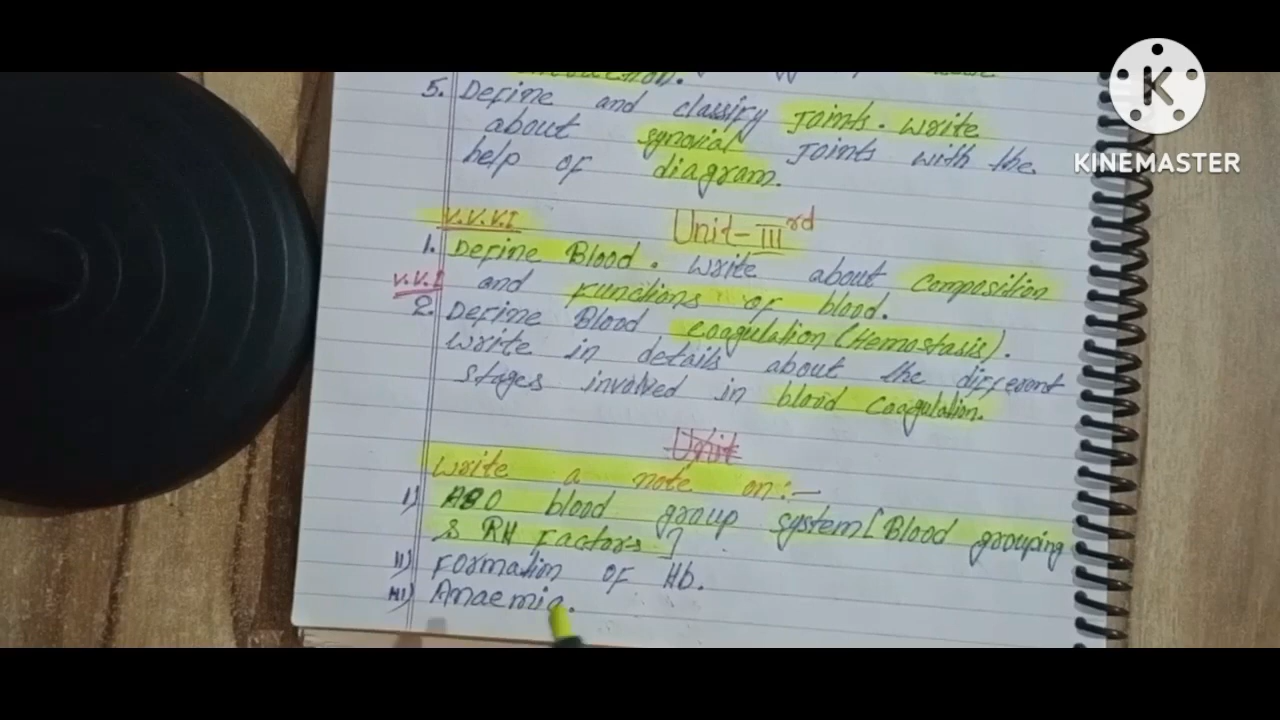 5. Define and classify Joints. Write
about synovial Joints with the
help of diagram.
V.V.V.I Unit-IIIrd
1. Define Blood. Write about composition
and functions of blood.
V.V.I
2. Define Blood coagulation (Hemostasis).
Write in details about the different
stages involved in blood coagulation.
Unit
Write a note on:-
I) ABO blood group system [Blood grouping
& RH Factors]
II) Formation of Hb.
III) Anaemia.
K
KINEMASTER